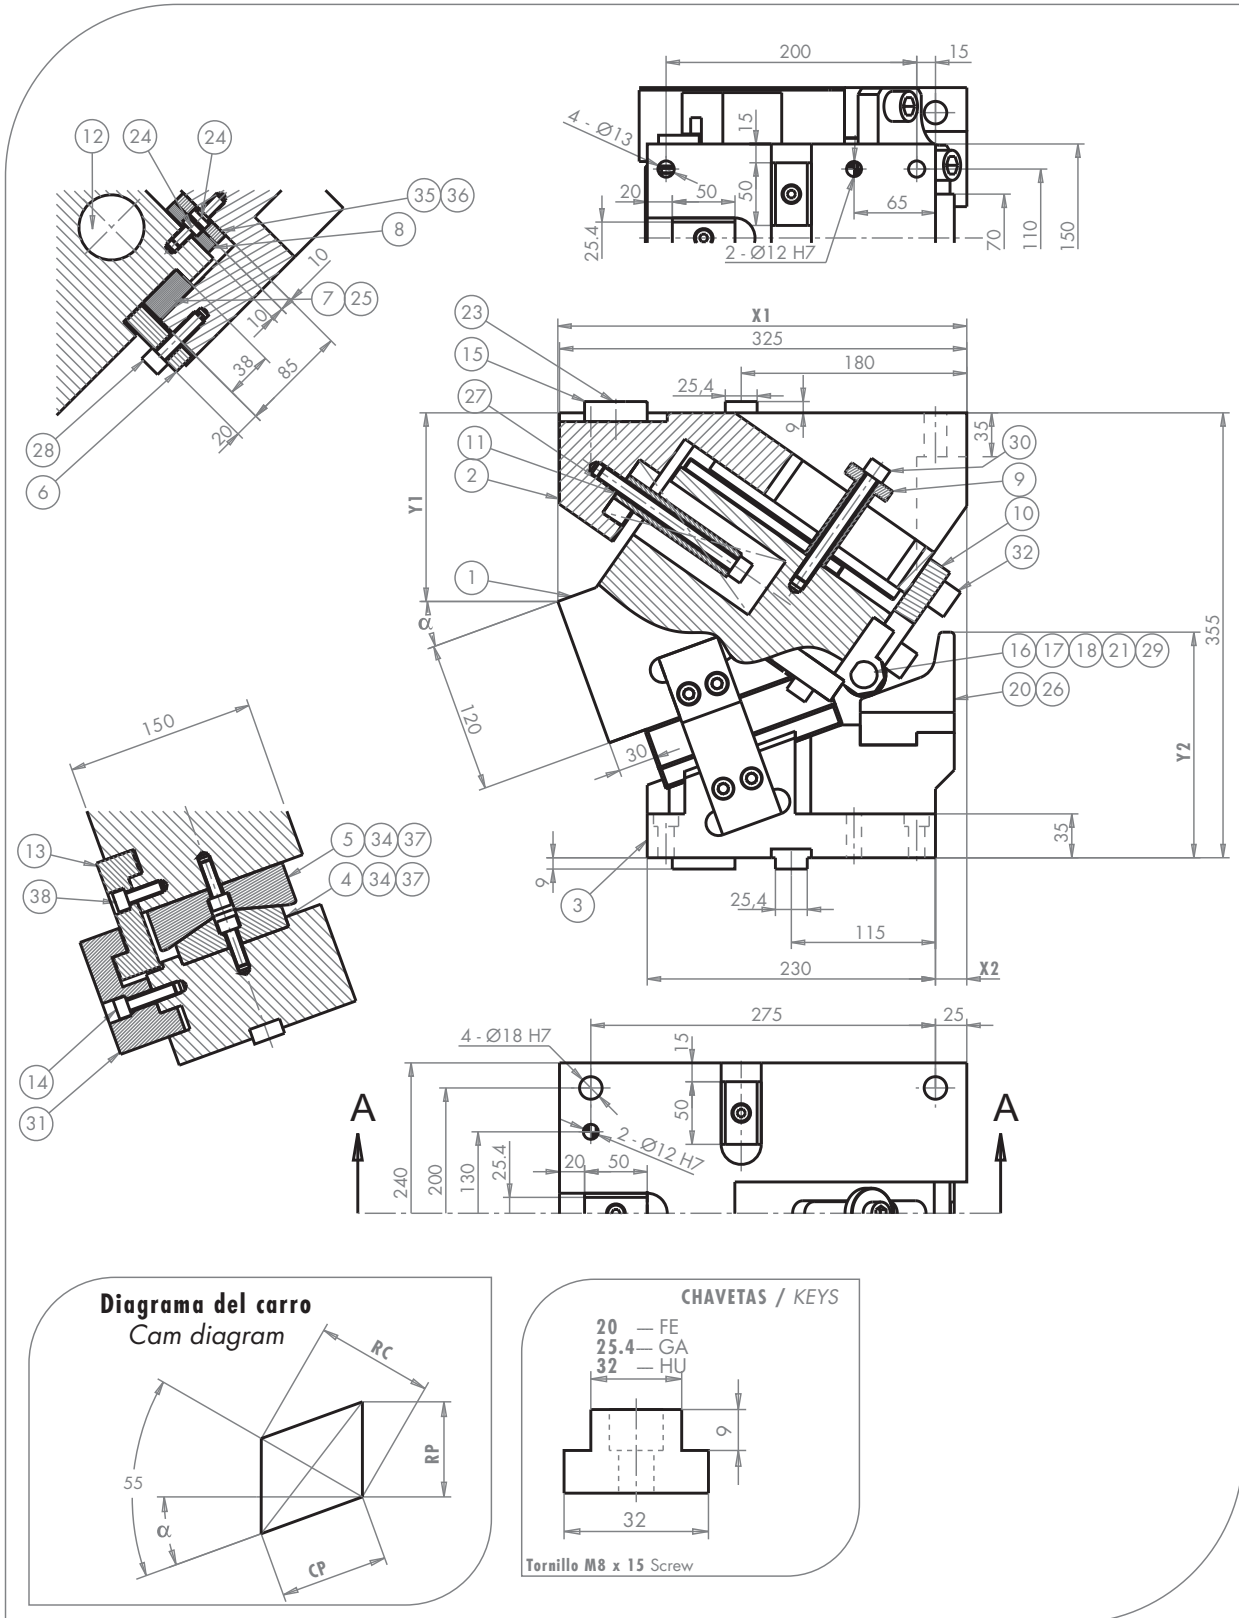 200
15
4 - Ø13
15
20
50
50
65
25.4
2 - Ø12 H7
70
110
150
12
24
24
35 36
8
10
7 25
10
38
85
20
28
6
X1
325
180
25,4
9
35
23
15
27
11
2
1
30
9
10
32
Y1
α
355
120
30
16 17 18 21 29
20 26
Y2
35
9
25,4
3
115
230
X2
150
13
38
5 34 37
4 34 37
14
31
275
25
4 - Ø18 H7
15
50
2 - Ø12 H7
20
50
25.4
240
200
130
A
A
Diagrama del carro
Cam diagram
RC
55
RP
α
CP
CHAVETAS / KEYS
20 — FE
25.4 — GA
32 — HU
9
32
Tornillo M8 x 15 Screw